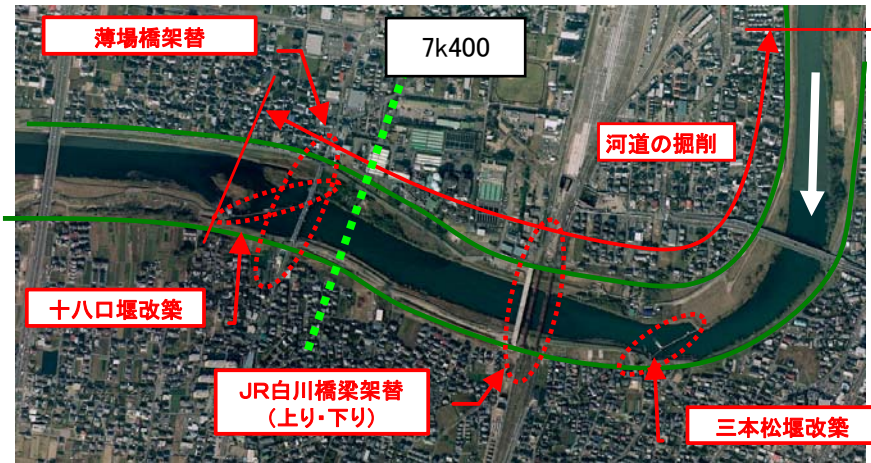 薄場橋架替
7k400
河道の掘削
十八口堰改築
JR白川橋梁架替
(上り・下り)
三本松堰改築